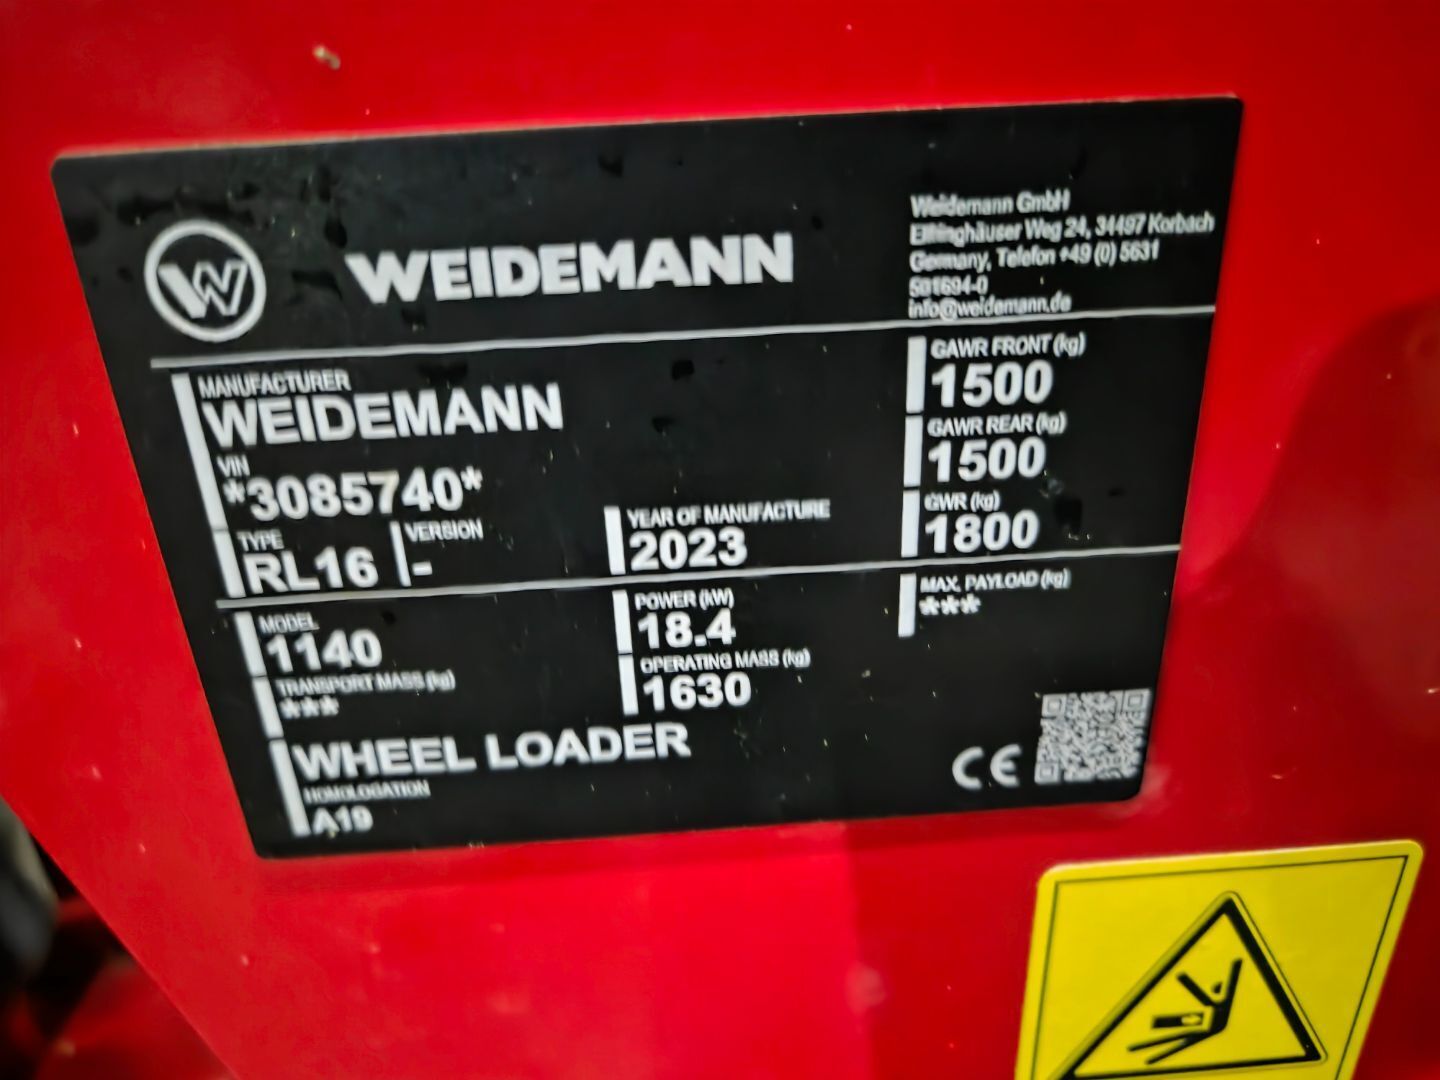 WEIDEMANN
Weidemann GmbH
Elfringhäuser Weg 24, 34497 Korbach
Germany, Telefon +49 (0) 5631
501694-0
info@weidemann.de
MANUFACTURER
WEIDEMANN
VIN
*3085740*
TYPE
RL16
VERSION
-
YEAR OF MANUFACTURE
2023
GAWR FRONT (kg)
1500
GAWR REAR (kg)
1500
GWR (kg)
1800
MODEL
1140
TRANSPORT MASS (kg)
***
POWER (kW)
18.4
OPERATING MASS (kg)
1630
MAX. PAYLOAD (kg)
***
WHEEL LOADER
HOMOLOGATION
A19
CE